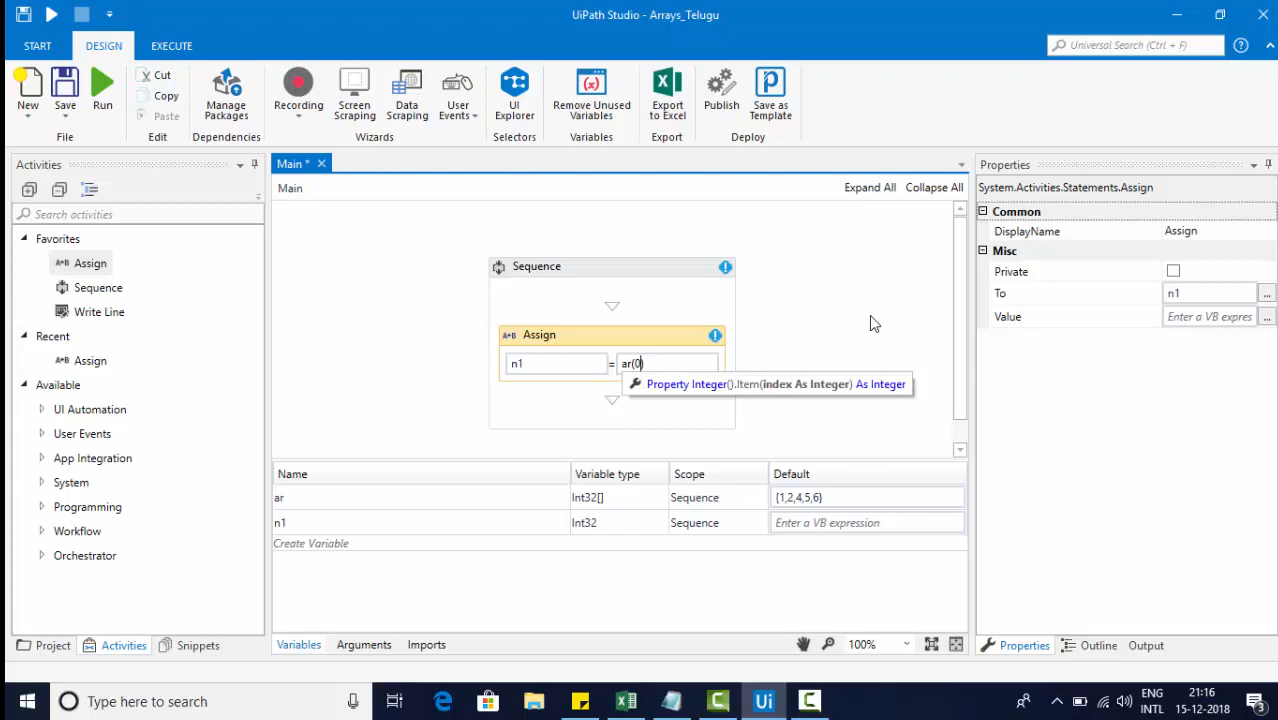 UiPath Studio - Arrays_Telugu
START DESIGN EXECUTE
Universal Search (Ctrl + F)
New
Save
Run
Cut
Copy
Paste
Manage Packages
Recording
Screen Scraping
Data Scraping
User Events
UI Explorer
Remove Unused Variables
Export to Excel
Publish
Save as Template
File Edit Dependencies Wizards Selectors Variables Export Deploy
Activities
Search activities
Favorites
Assign
Sequence
Write Line
Recent
Assign
Available
UI Automation
User Events
App Integration
System
Programming
Workflow
Orchestrator
Project Activities Snippets
Main *
Main Expand All Collapse All
Sequence
A*B Assign
n1 = ar(0)
Property Integer().Item(index As Integer) As Integer
Name Variable type Scope Default
ar Int32[] Sequence {1,2,4,5,6}
n1 Int32 Sequence Enter a VB expression
Create Variable
Variables Arguments Imports 100%
Properties
System.Activities.Statements.Assign
Common
DisplayName Assign
Misc
Private
To n1 ...
Value Enter a VB expres ...
Properties Outline Output
Type here to search
ENG
INTL
21:16
15-12-2018
3